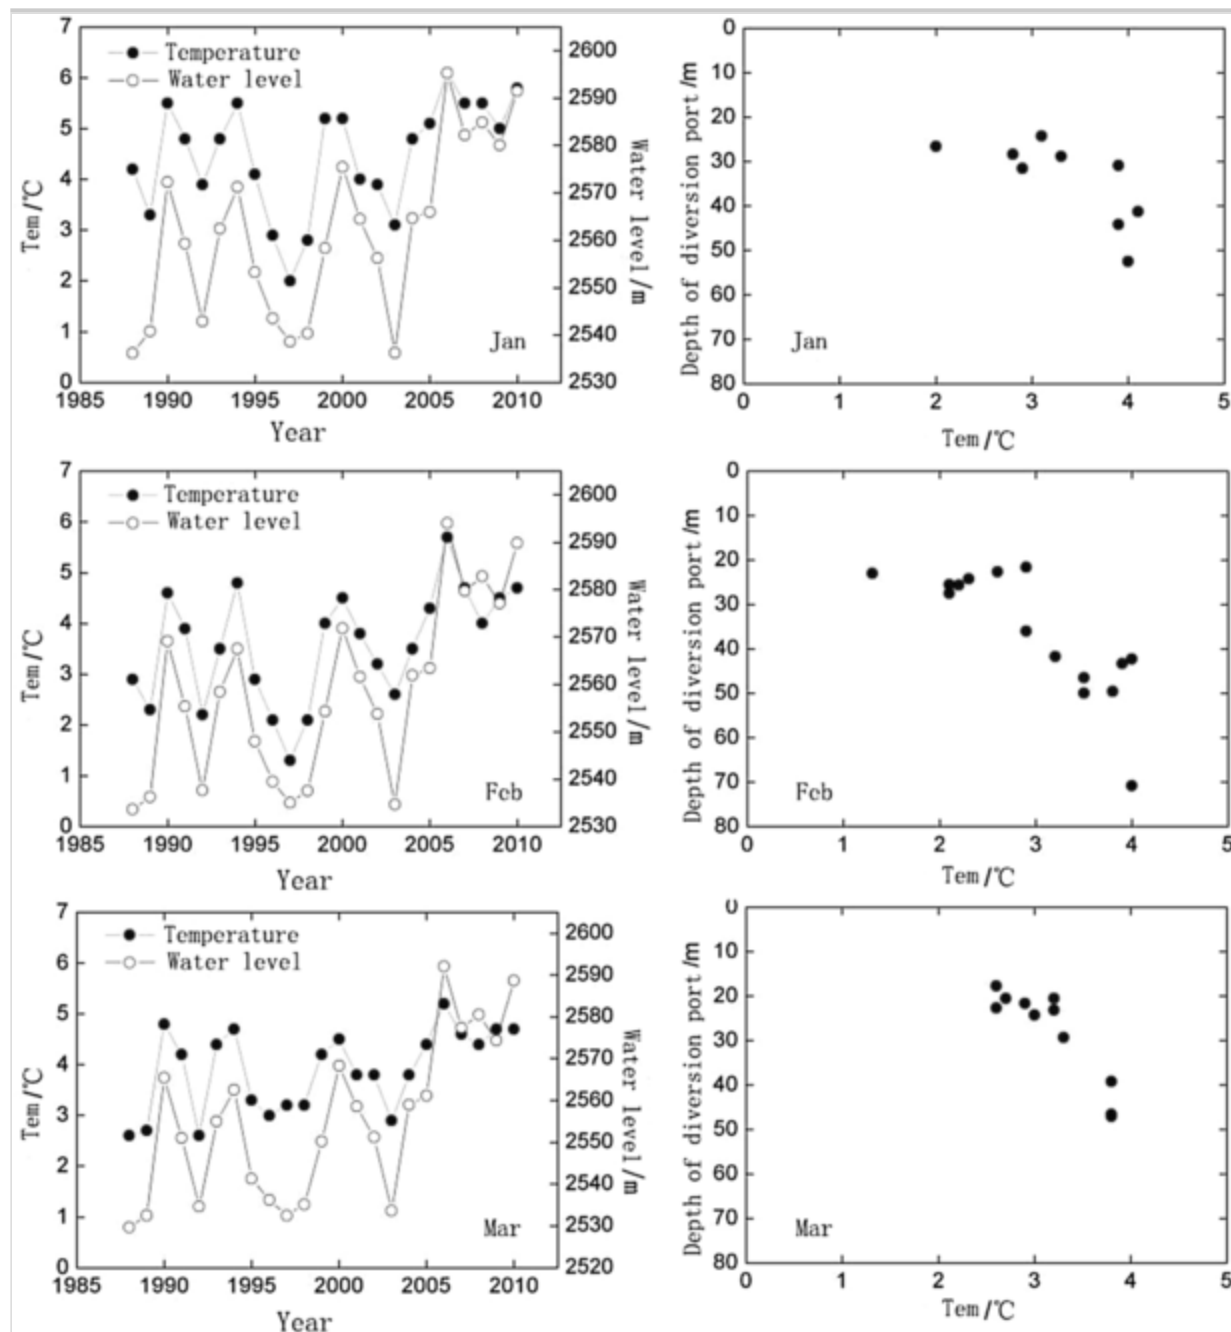 7
6
5
4
3
2
1
0
Tem/℃
Temperature
Water level
2600
2590
2580
2570
2560
2550
2540
2530
Water level/m
Jan
1985 1990 1995 2000 2005 2010
Year
0
10
20
30
40
50
60
70
80
Depth of diversion port/m
Jan
0 1 2 3 4 5
Tem/℃
7
6
5
4
3
2
1
0
Tem/℃
Temperature
Water level
2600
2590
2580
2570
2560
2550
2540
2530
Water level/m
Feb
1985 1990 1995 2000 2005 2010
Year
0
10
20
30
40
50
60
70
80
Depth of diversion port/m
Feb
0 1 2 3 4 5
Tem/℃
7
6
5
4
3
2
1
0
Tem/℃
Temperature
Water level
2600
2590
2580
2570
2560
2550
2540
2530
2520
Water level/m
Mar
1985 1990 1995 2000 2005 2010
Year
0
10
20
30
40
50
60
70
80
Depth of diversion port/m
Mar
0 1 2 3 4 5
Tem/℃